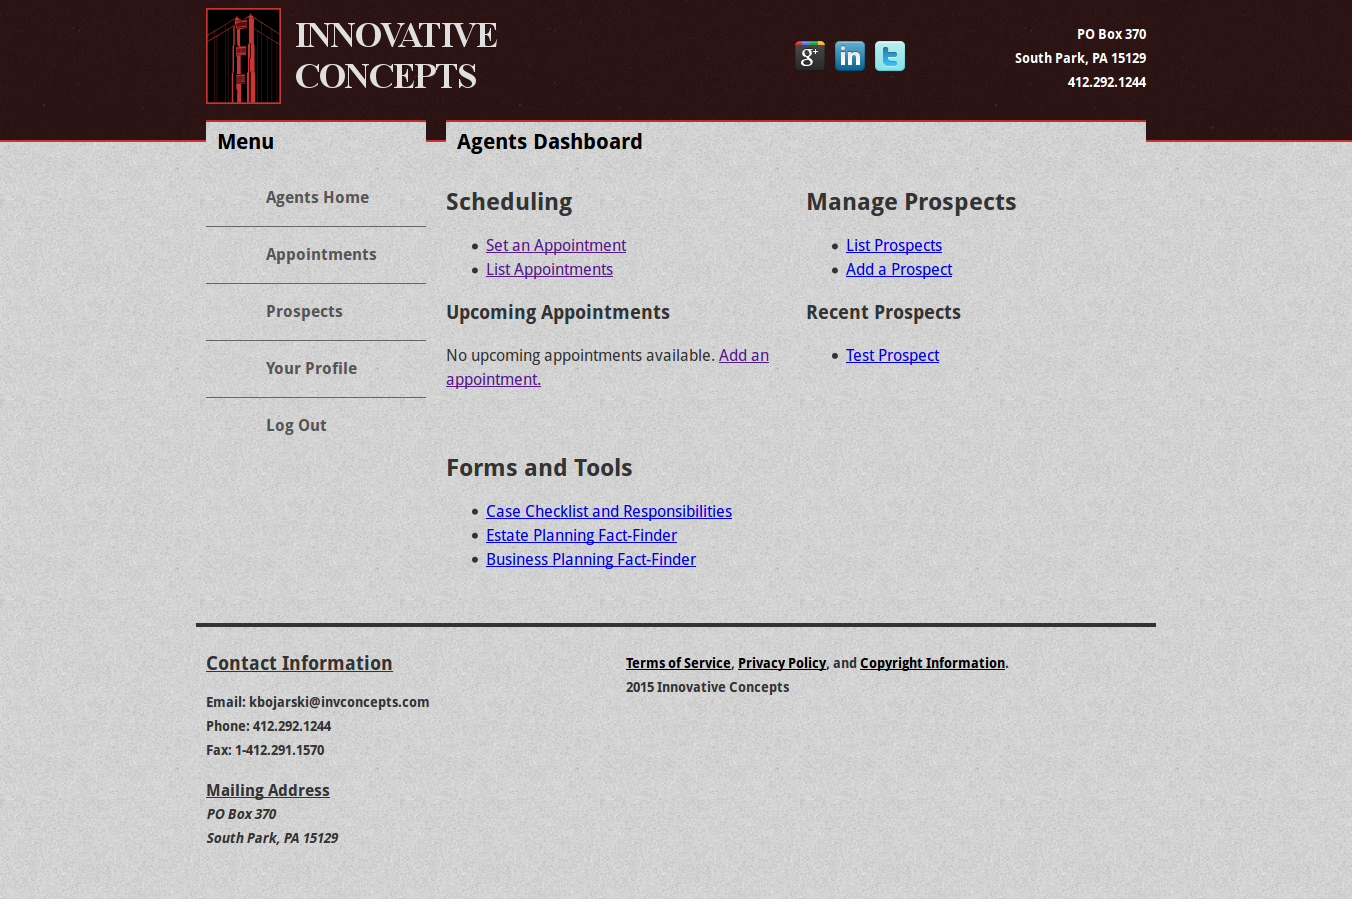 INNOVATIVE
CONCEPTS
PO Box 370
South Park, PA 15129
412.292.1244
Menu
Agents Home
Appointments
Prospects
Your Profile
Log Out
Agents Dashboard
Scheduling
Set an Appointment
List Appointments
Upcoming Appointments
No upcoming appointments available. Add an
appointment.
Manage Prospects
List Prospects
Add a Prospect
Recent Prospects
Test Prospect
Forms and Tools
Case Checklist and Responsibilities
Estate Planning Fact-Finder
Business Planning Fact-Finder
Contact Information
Email: kbojarski@invconcepts.com
Phone: 412.292.1244
Fax: 1-412.291.1570
Mailing Address
PO Box 370
South Park, PA 15129
Terms of Service, Privacy Policy, and Copyright Information.
2015 Innovative Concepts